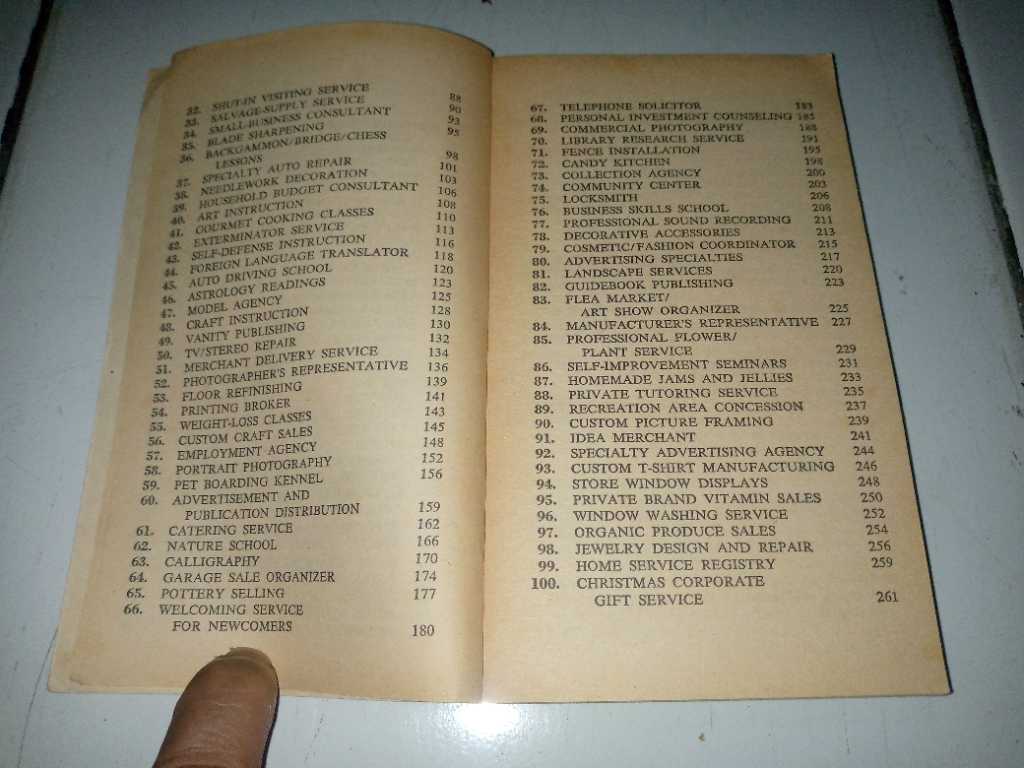 32. SHUT-IN VISITING SERVICE 88
33. SALVAGE-SUPPLY SERVICE 90
34. SMALL-BUSINESS CONSULTANT 93
35. BLADE SHARPENING 95
36. BACKGAMMON/BRIDGE/CHESS
LESSONS 98
37. SPECIALTY AUTO REPAIR 101
38. NEEDLEWORK DECORATION 103
39. HOUSEHOLD BUDGET CONSULTANT 106
40. ART INSTRUCTION 108
41. GOURMET COOKING CLASSES 110
42. EXTERMINATOR SERVICE 113
43. SELF-DEFENSE INSTRUCTION 116
44. FOREIGN LANGUAGE TRANSLATOR 118
45. AUTO DRIVING SCHOOL 120
46. ASTROLOGY READINGS 123
47. MODEL AGENCY 125
48. CRAFT INSTRUCTION 128
49. VANITY PUBLISHING 130
50. TV/STEREO REPAIR 132
51. MERCHANT DELIVERY SERVICE 134
52. PHOTOGRAPHER'S REPRESENTATIVE 136
53. FLOOR REFINISHING 139
54. PRINTING BROKER 141
55. WEIGHT-LOSS CLASSES 143
56. CUSTOM CRAFT SALES 145
57. EMPLOYMENT AGENCY 148
58. PORTRAIT PHOTOGRAPHY 152
59. PET BOARDING KENNEL 156
60. ADVERTISEMENT AND
PUBLICATION DISTRIBUTION 159
61. CATERING SERVICE 162
62. NATURE SCHOOL 166
63. CALLIGRAPHY 170
64. GARAGE SALE ORGANIZER 174
65. POTTERY SELLING 177
66. WELCOMING SERVICE
FOR NEWCOMERS 180
67. TELEPHONE SOLICITOR 183
68. PERSONAL INVESTMENT COUNSELING 185
69. COMMERCIAL PHOTOGRAPHY 188
70. LIBRARY RESEARCH SERVICE 191
71. FENCE INSTALLATION 195
72. CANDY KITCHEN 198
73. COLLECTION AGENCY 200
74. COMMUNITY CENTER 203
75. LOCKSMITH 206
76. BUSINESS SKILLS SCHOOL 208
77. PROFESSIONAL SOUND RECORDING 211
78. DECORATIVE ACCESSORIES 213
79. COSMETIC/FASHION COORDINATOR 215
80. ADVERTISING SPECIALTIES 217
81. LANDSCAPE SERVICES 220
82. GUIDEBOOK PUBLISHING 223
83. FLEA MARKET/
ART SHOW ORGANIZER 225
84. MANUFACTURER'S REPRESENTATIVE 227
85. PROFESSIONAL FLOWER/
PLANT SERVICE 229
86. SELF-IMPROVEMENT SEMINARS 231
87. HOMEMADE JAMS AND JELLIES 233
88. PRIVATE TUTORING SERVICE 235
89. RECREATION AREA CONCESSION 237
90. CUSTOM PICTURE FRAMING 239
91. IDEA MERCHANT 241
92. SPECIALTY ADVERTISING AGENCY 244
93. CUSTOM T-SHIRT MANUFACTURING 246
94. STORE WINDOW DISPLAYS 248
95. PRIVATE BRAND VITAMIN SALES 250
96. WINDOW WASHING SERVICE 252
97. ORGANIC PRODUCE SALES 254
98. JEWELRY DESIGN AND REPAIR 256
99. HOME SERVICE REGISTRY 259
100. CHRISTMAS CORPORATE
GIFT SERVICE 261